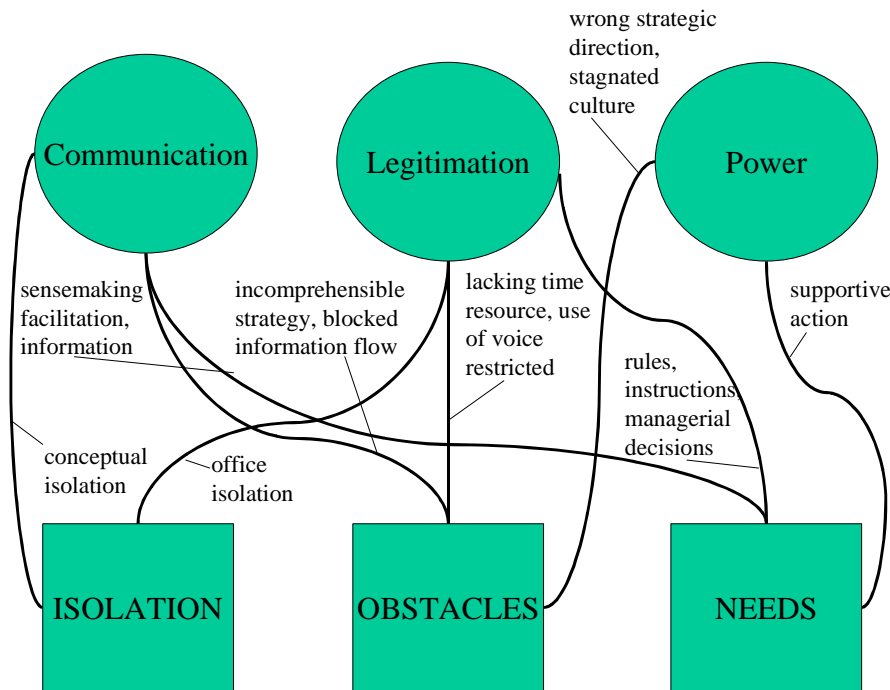 wrong strategic
direction,
stagnated
culture
Communication
Legitimation
Power
sensemaking
facilitation,
information
incomprehensible
strategy, blocked
information flow
lacking time
resource, use
of voice
restricted
supportive
action
rules,
instructions,
managerial
decisions
conceptual
isolation
office
isolation
ISOLATION
OBSTACLES
NEEDS